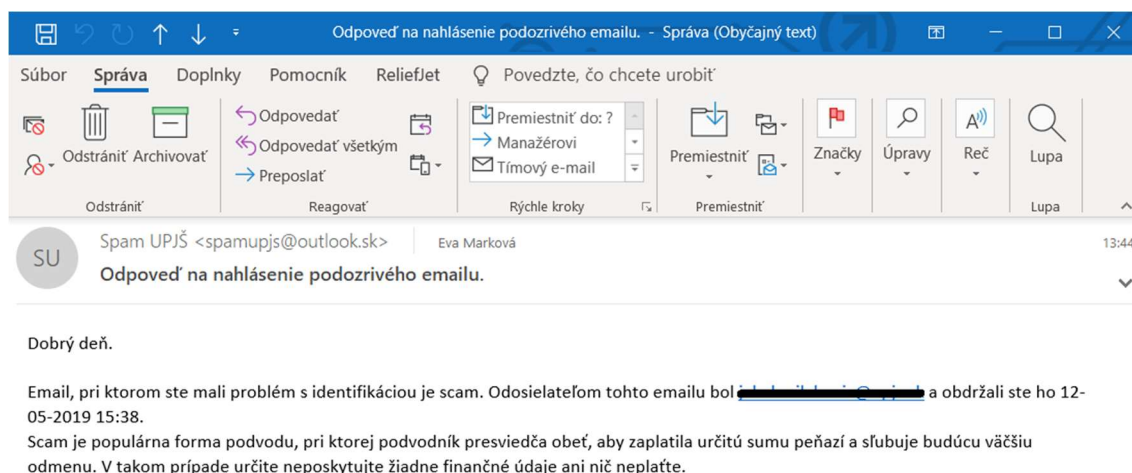 Odpoveď na nahlásenie podozrivého emailu. - Správa (Obyčajný text)
Súbor Správa Doplnky Pomocník ReliefJet Povedzte, čo chcete urobiť
Odstrániť Archivovať
Odstrániť
Odpovedať
Odpovedať všetkým
Preposlať
Reagovať
Premiestniť do: ?
Manažérovi
Tímový e-mail
Rýchle kroky
Premiestniť
Premiestniť
Značky
Úpravy
Reč
Lupa
Lupa
SU
Spam UPJŠ <spamupjs@outlook.sk> Eva Marková 13:44
Odpoveď na nahlásenie podozrivého emailu.
Dobrý deň.
Email, pri ktorom ste mali problém s identifikáciou je scam. Odosielateľom tohto emailu bol a obdržali ste ho 12-
05-2019 15:38.
Scam je populárna forma podvodu, pri ktorej podvodník presviedča obeť, aby zaplatila určitú sumu peňazí a sľubuje budúcu väčšiu
odmenu. V takom prípade určite neposkytujte žiadne finančné údaje ani nič neplaťte.